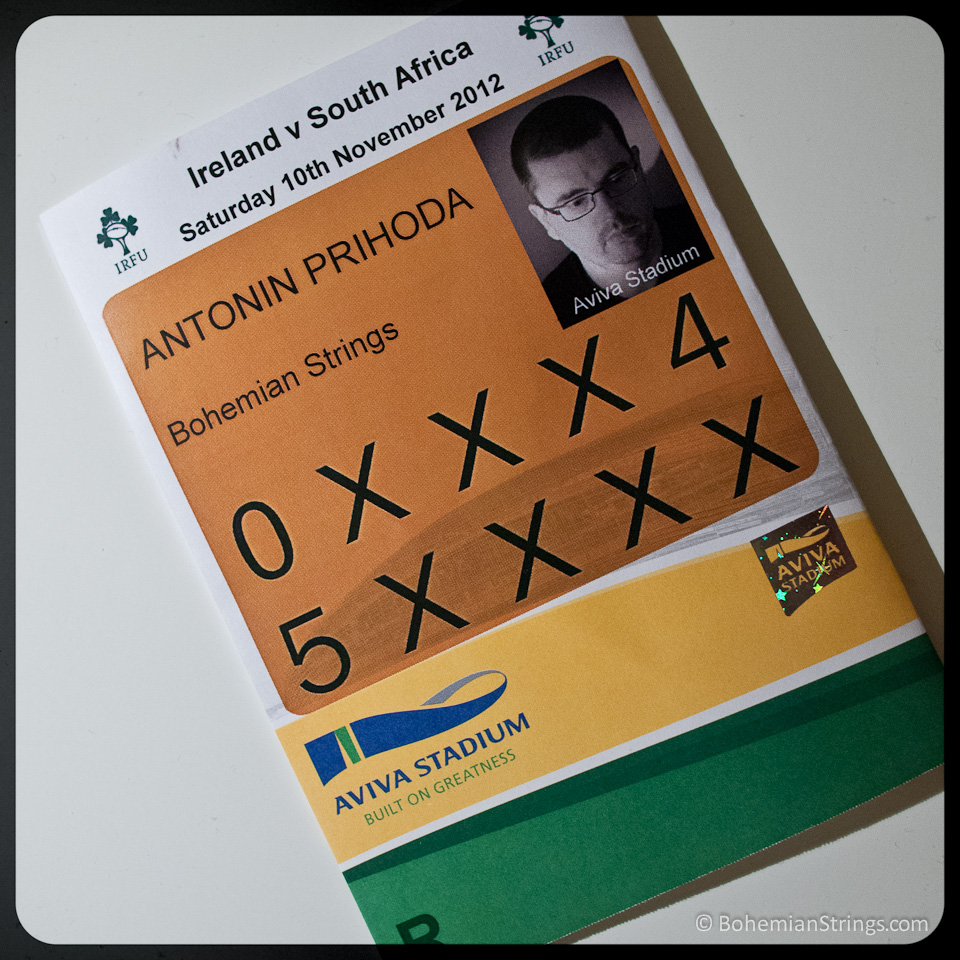 IRFU
Ireland v South Africa
Saturday 10th November 2012
IRFU
ANTONIN PRIHODA
Bohemian Strings
Aviva Stadium
0 X X X 4
5 X X X X
AVIVA
STADIUM
AVIVA STADIUM
BUILT ON GREATNESS
R
© BohemianStrings.com